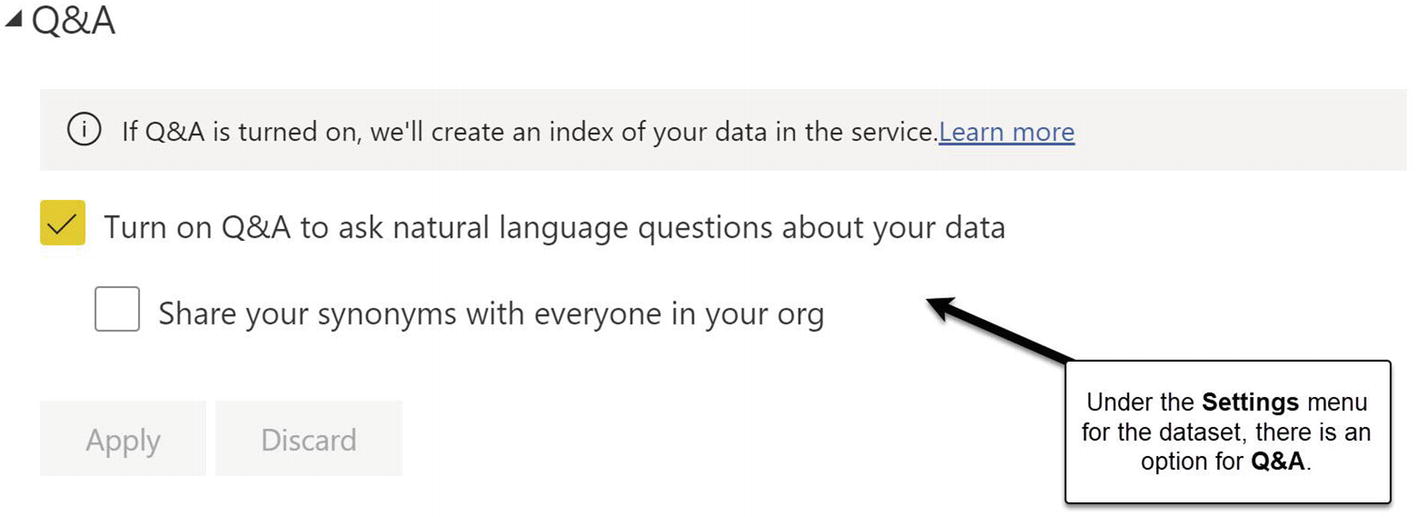 Q&A
If Q&A is turned on, we'll create an index of your data in the service.Learn more
Turn on Q&A to ask natural language questions about your data
Share your synonyms with everyone in your org
Apply Discard
Under the Settings menu
for the dataset, there is an
option for Q&A.